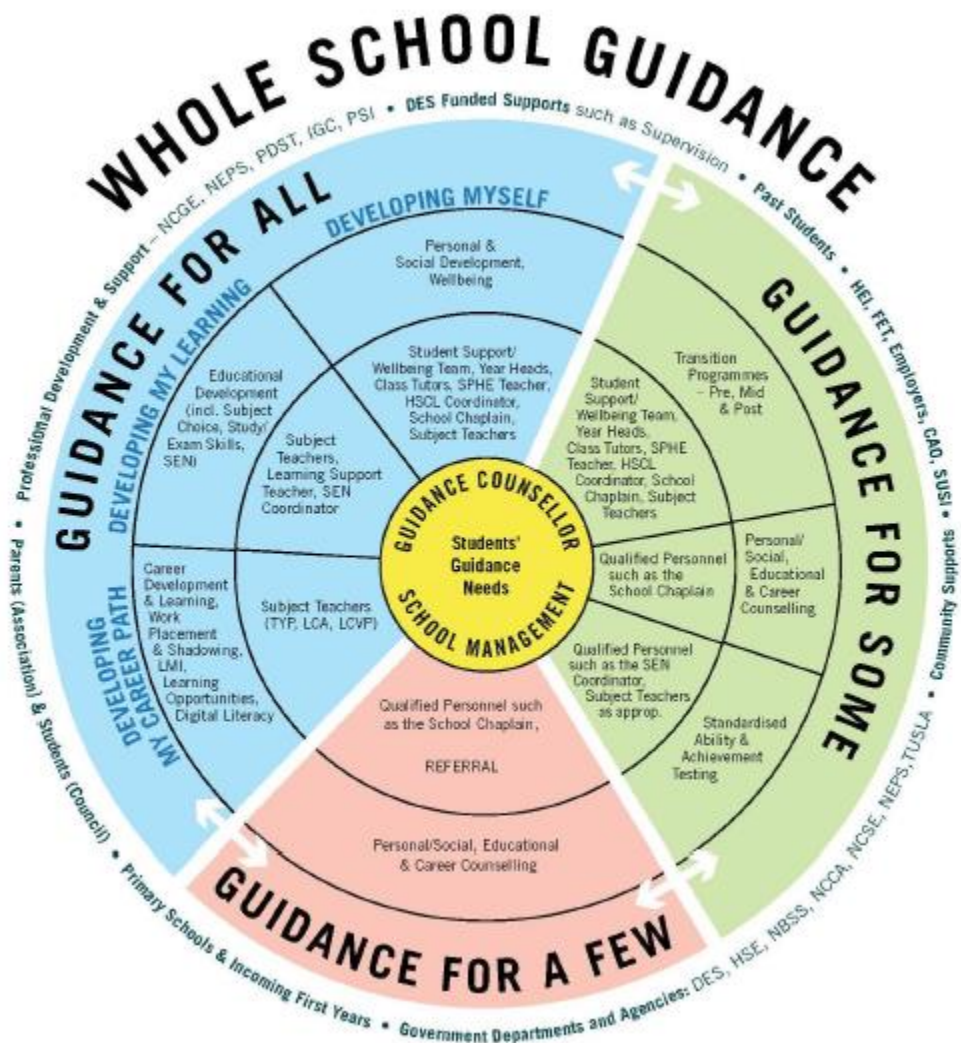 WHOLE SCHOOL GUIDANCE
Professional Development & Support – NCGE, NEPS, PDST, IGC, PSI • DES Funded Supports such as Supervision • Past Students • HEI, FET, Employers, CAO, SUSI • Community Supports
• Government Departments and Agencies: DES, HSE, NBSS, NCCA, NCSE, NEPS, TUSLA
• Primary Schools & Incoming First Years
• Parents (Association) & Students (Council)
GUIDANCE FOR ALL
DEVELOPING MYSELF
Personal &
Social Development,
Wellbeing
Student Support/
Wellbeing Team, Year Heads,
Class Tutors, SPHE Teacher,
HSCL Coordinator,
School Chaplain,
Subject Teachers
DEVELOPING MY LEARNING
Educational
Development
(incl. Subject
Choice, Study/
Exam Skills,
SEN)
Subject
Teachers,
Learning Support
Teacher, SEN
Coordinator
DEVELOPING
MY CAREER PATH
Career
Development
& Learning,
Work
Placement
& Shadowing,
LMI,
Learning
Opportunities,
Digital Literacy
Subject Teachers
(TYP, LCA, LCVP)
GUIDANCE COUNSELLOR
Students'
Guidance
Needs
SCHOOL MANAGEMENT
GUIDANCE FOR SOME
Transition
Programmes
– Pre, Mid
& Post
Student
Support/
Wellbeing Team,
Year Heads,
Class Tutors, SPHE
Teacher, HSCL
Coordinator, School
Chaplain, Subject
Teachers
Personal/
Social,
Educational
& Career
Counselling
Qualified Personnel
such as the
School Chaplain
Qualified Personnel
such as the SEN
Coordinator,
Subject Teachers
as approp.
Standardised
Ability &
Achievement
Testing
GUIDANCE FOR A FEW
Qualified Personnel such
as the School Chaplain,
REFERRAL
Personal/Social, Educational
& Career Counselling